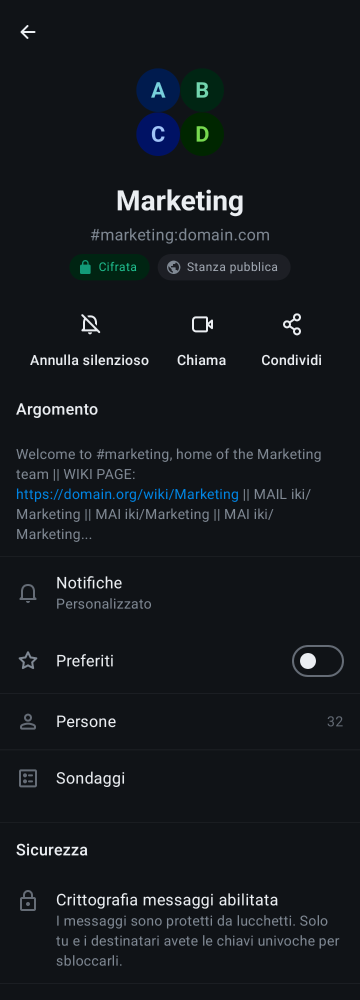 A B
C D
Marketing
#marketing:domain.com
Cifrata Stanza pubblica
Annulla silenzioso Chiama Condividi
Argomento
Welcome to #marketing, home of the Marketing
team || WIKI PAGE:
https://domain.org/wiki/Marketing || MAIL iki/
Marketing || MAI iki/Marketing || MAI iki/
Marketing...
Notifiche
Personalizzato
Preferiti
Persone 32
Sondaggi
Sicurezza
Crittografia messaggi abilitata
I messaggi sono protetti da lucchetti. Solo
tu e i destinatari avete le chiavi univoche per
sbloccarli.